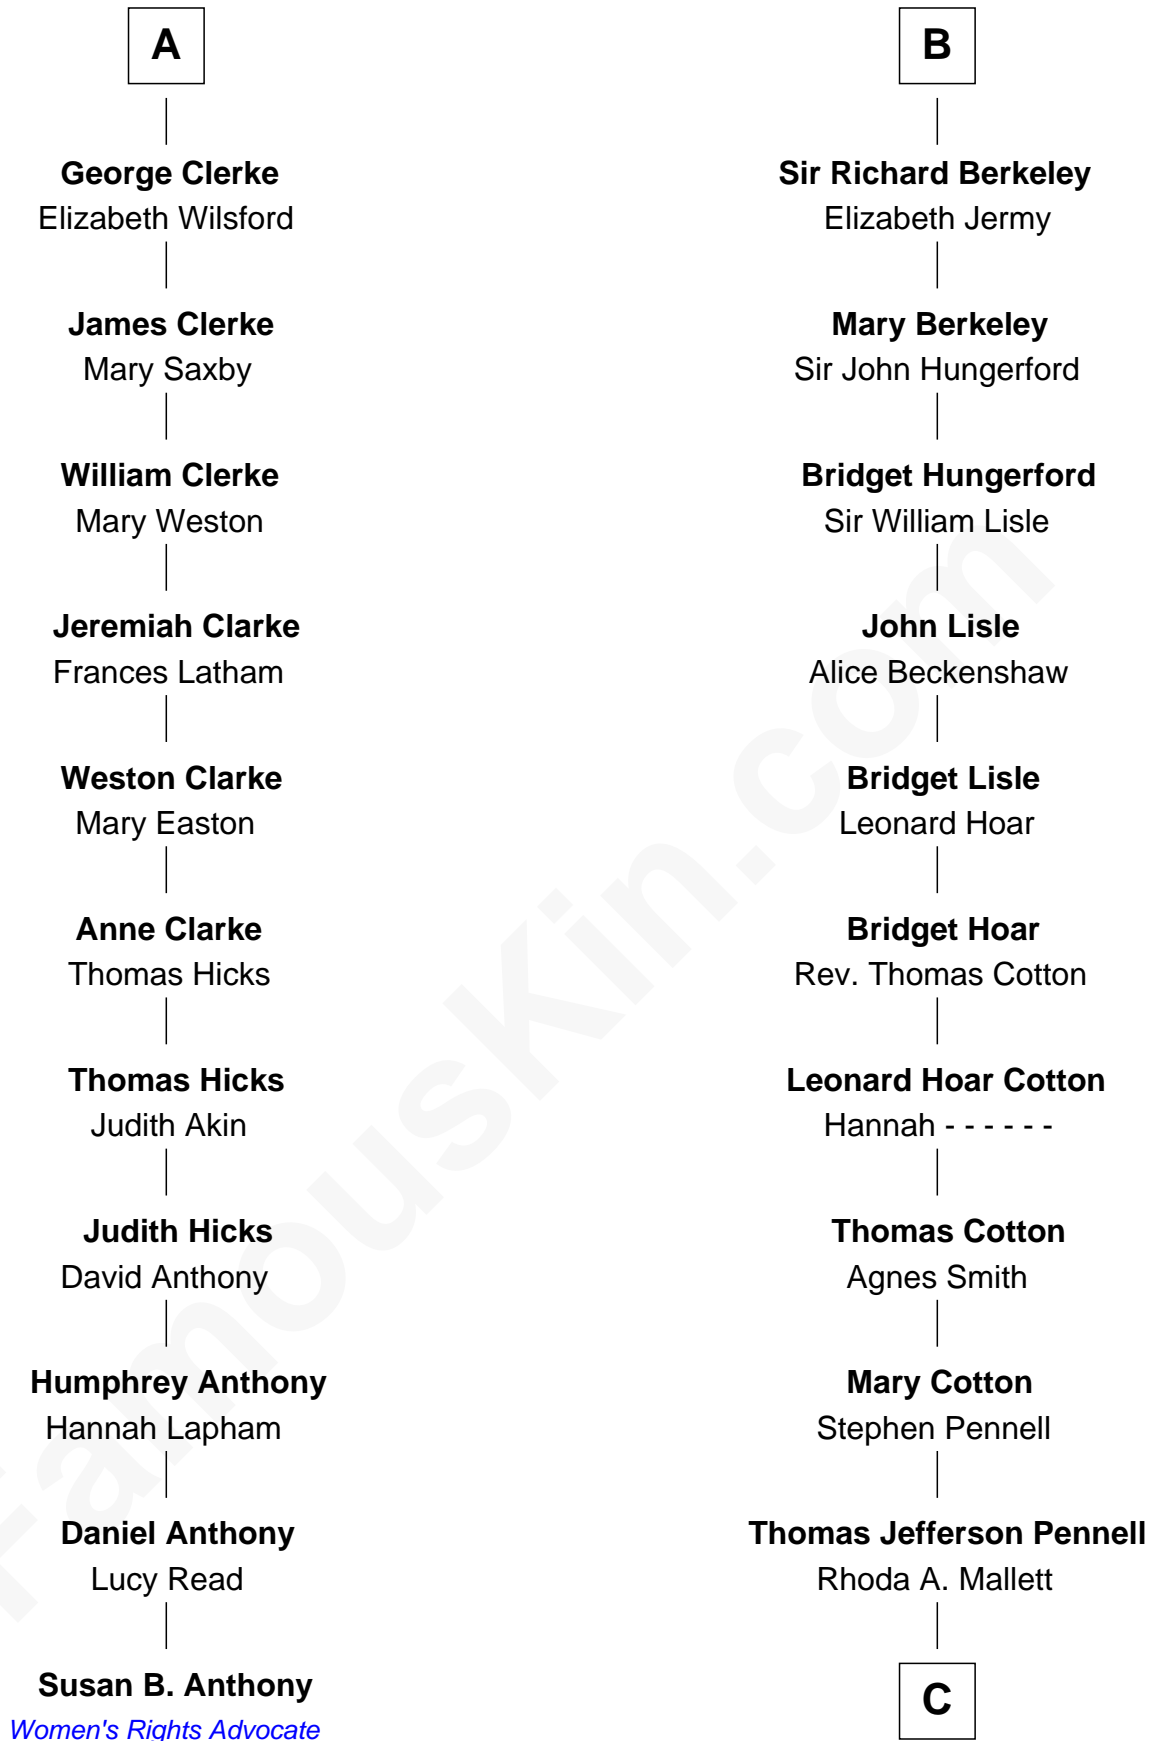 A
George Clerke
Elizabeth Wilsford
James Clerke
Mary Saxby
William Clerke
Mary Weston
Jeremiah Clarke
Frances Latham
Weston Clarke
Mary Easton
Anne Clarke
Thomas Hicks
Thomas Hicks
Judith Akin
Judith Hicks
David Anthony
Humphrey Anthony
Hannah Lapham
Daniel Anthony
Lucy Read
Susan B. Anthony
Women's Rights Advocate
B
Sir Richard Berkeley
Elizabeth Jermy
Mary Berkeley
Sir John Hungerford
Bridget Hungerford
Sir William Lisle
John Lisle
Alice Beckenshaw
Bridget Lisle
Leonard Hoar
Bridget Hoar
Rev. Thomas Cotton
Leonard Hoar Cotton
Hannah - - - - - -
Thomas Cotton
Agnes Smith
Mary Cotton
Stephen Pennell
Thomas Jefferson Pennell
Rhoda A. Mallett
C
FamousKin.com